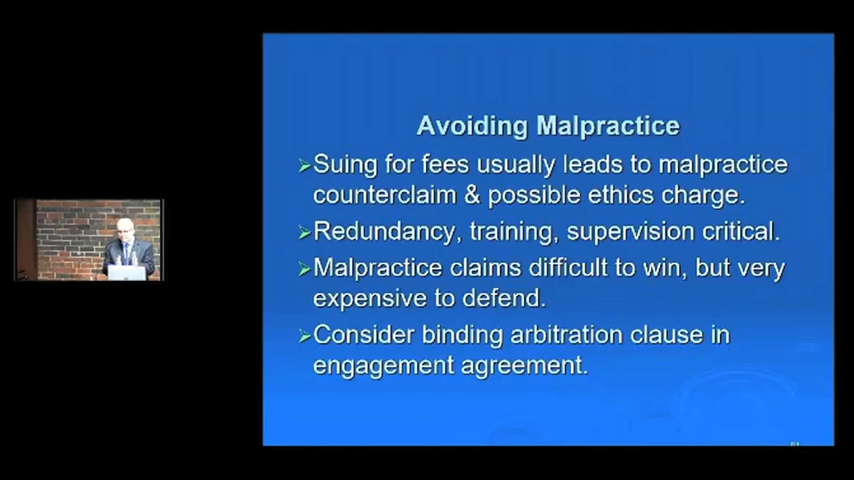 Avoiding Malpractice
➢Suing for fees usually leads to malpractice
counterclaim & possible ethics charge.
➢Redundancy, training, supervision critical.
➢Malpractice claims difficult to win, but very
expensive to defend.
➢Consider binding arbitration clause in
engagement agreement.